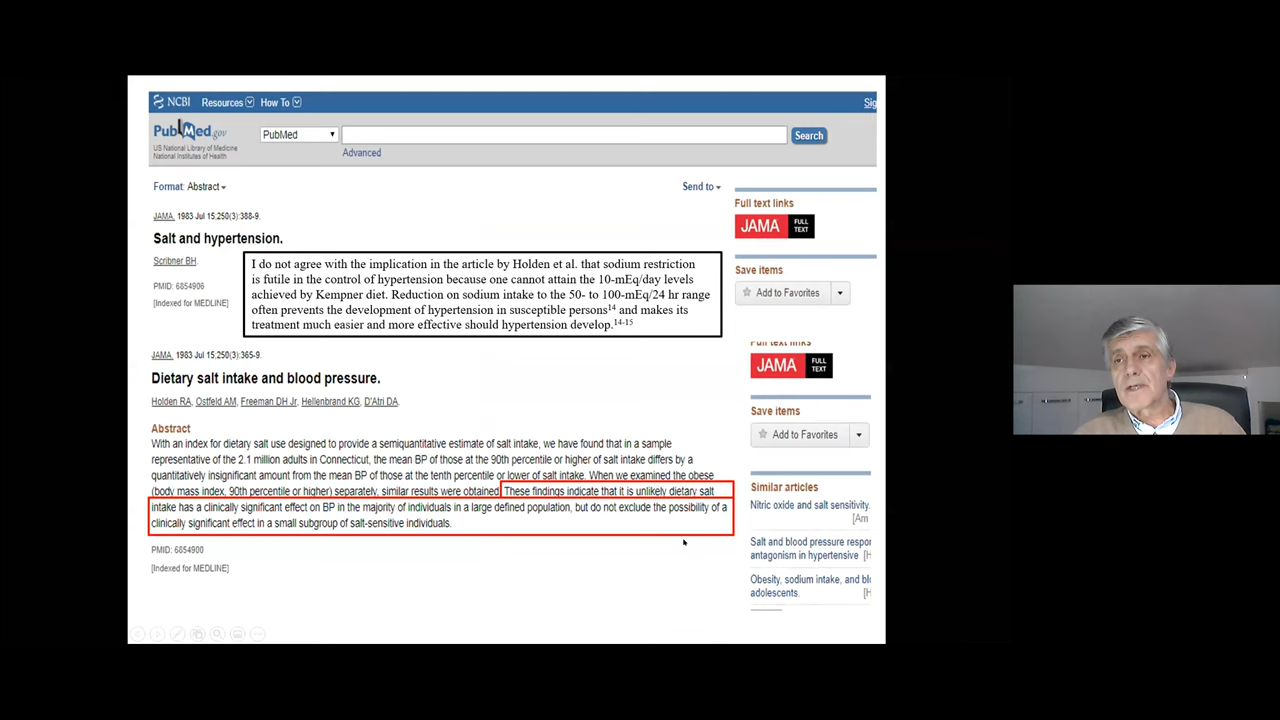 NCBI Resources How To Sig
PubMed.gov
US National Library of Medicine
National Institutes of Health
PubMed
Search
Advanced
Format: Abstract
Send to
JAMA. 1983 Jul 15;250(3):388-9.
Salt and hypertension.
Scribner BH.
PMID: 6854906
[Indexed for MEDLINE]
I do not agree with the implication in the article by Holden et al. that sodium restriction
is futile in the control of hypertension because one cannot attain the 10-mEq/day levels
achieved by Kempner diet. Reduction on sodium intake to the 50- to 100-mEq/24 hr range
often prevents the development of hypertension in susceptible persons14 and makes its
treatment much easier and more effective should hypertension develop.14-15
Full text links
JAMA FULL TEXT
Save items
Add to Favorites
JAMA. 1983 Jul 15;250(3):365-9.
Dietary salt intake and blood pressure.
Holden RA, Ostfeld AM, Freeman DH Jr, Hellenbrand KG, D'Atri DA.
Abstract
With an index for dietary salt use designed to provide a semiquantitative estimate of salt intake, we have found that in a sample
representative of the 2.1 million adults in Connecticut, the mean BP of those at the 90th percentile or higher of salt intake differs by a
quantitatively insignificant amount from the mean BP of those at the tenth percentile or lower of salt intake. When we examined the obese
(body mass index, 90th percentile or higher) separately, similar results were obtained. These findings indicate that it is unlikely dietary salt
intake has a clinically significant effect on BP in the majority of individuals in a large defined population, but do not exclude the possibility of a
clinically significant effect in a small subgroup of salt-sensitive individuals.
PMID: 6854900
[Indexed for MEDLINE]
Full text links
JAMA FULL TEXT
Save items
Add to Favorites
Similar articles
Nitric oxide and salt sensitivity.
[Am
Salt and blood pressure respor
antagonism in hypertensive [H
Obesity, sodium intake, and blo
adolescents. [H